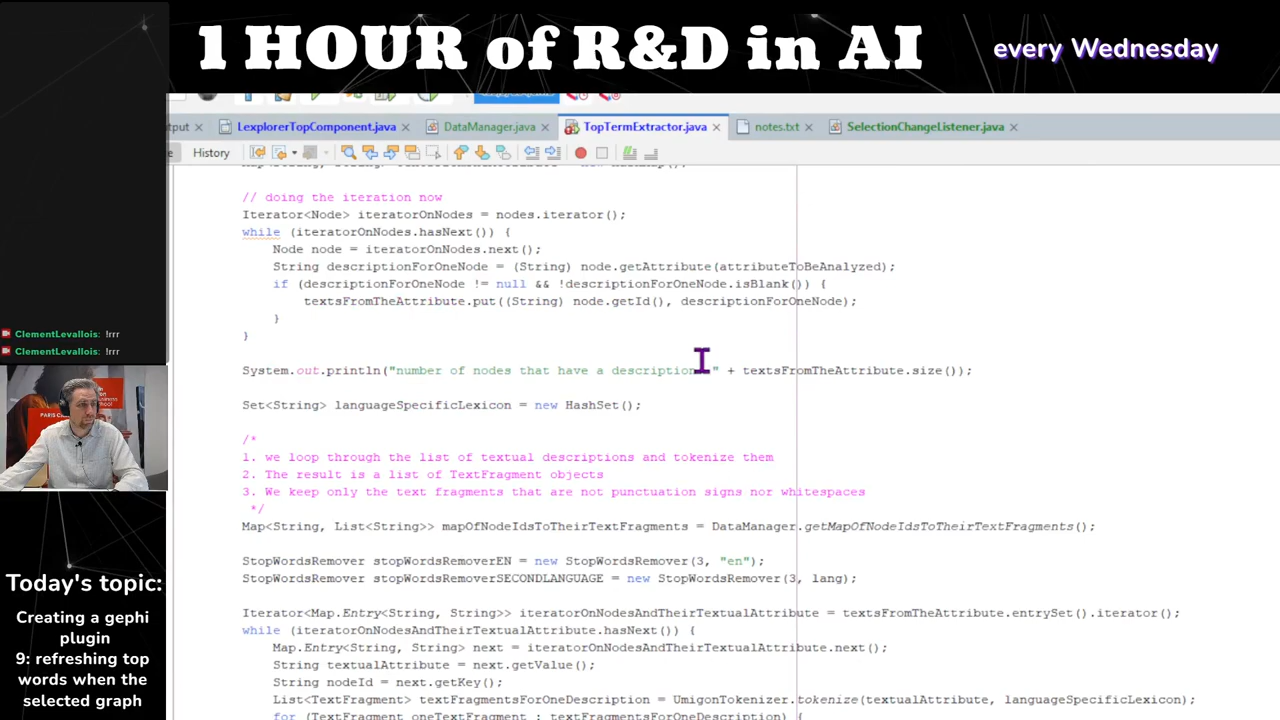 1 HOUR of R&D in AI
every Wednesday
LexplorerTopComponent.java
DataManager.java
TopTermExtractor.java
notes.txt
SelectionChangeListener.java
History
// doing the iteration now
Iterator<Node> iteratorOnNodes = nodes.iterator();
while (iteratorOnNodes.hasNext()) {
Node node = iteratorOnNodes.next();
String descriptionForOneNode = (String) node.getAttribute(attributeToBeAnalyzed);
if (descriptionForOneNode != null && !descriptionForOneNode.isBlank()) {
textsFromTheAttribute.put((String) node.getId(), descriptionForOneNode);
}
}
System.out.println("number of nodes that have a description " + textsFromTheAttribute.size());
Set<String> languageSpecificLexicon = new HashSet();
/*
1. we loop through the list of textual descriptions and tokenize them
2. The result is a list of TextFragment objects
3. We keep only the text fragments that are not punctuation signs nor whitespaces
*/
Map<String, List<String>> mapOfNodeIdsToTheirTextFragments = DataManager.getMapOfNodeIdsToTheirTextFragments();
StopWordsRemover stopWordsRemoverEN = new StopWordsRemover(3, "en");
StopWordsRemover stopWordsRemoverSECONDLANGUAGE = new StopWordsRemover(3, lang);
Iterator<Map.Entry<String, String>> iteratorOnNodesAndTheirTextualAttribute = textsFromTheAttribute.entrySet().iterator();
while (iteratorOnNodesAndTheirTextualAttribute.hasNext()) {
Map.Entry<String, String> next = iteratorOnNodesAndTheirTextualAttribute.next();
String textualAttribute = next.getValue();
String nodeId = next.getKey();
List<TextFragment> textFragmentsForOneDescription = UmigonTokenizer.tokenize(textualAttribute, languageSpecificLexicon);
for (TextFragment oneTextFragment : textFragmentsForOneDescription) {
ClementLevallois: !rrr
ClementLevallois: !rrr
Today's topic:
Creating a gephi
plugin
9: refreshing top
words when the
selected graph